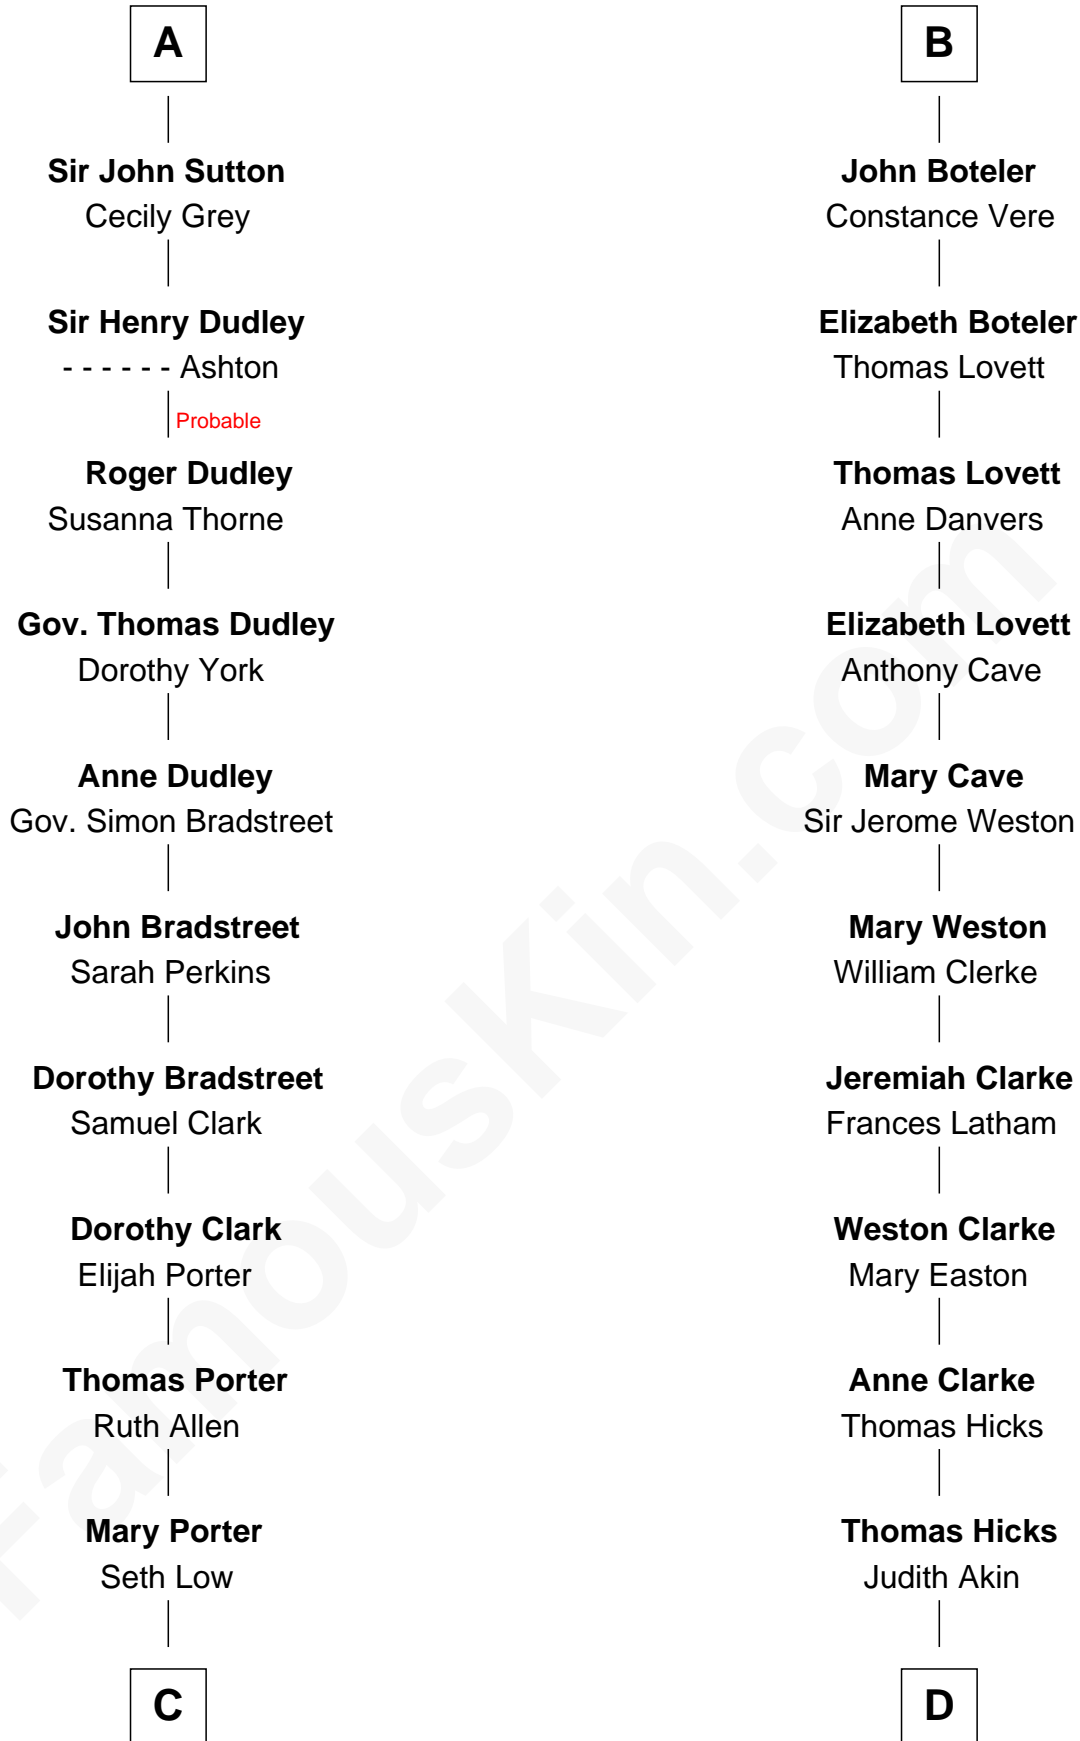 A
Sir John Sutton
Cecily Grey
Sir Henry Dudley
- - - - - - Ashton
Probable
Roger Dudley
Susanna Thorne
Gov. Thomas Dudley
Dorothy York
Anne Dudley
Gov. Simon Bradstreet
John Bradstreet
Sarah Perkins
Dorothy Bradstreet
Samuel Clark
Dorothy Clark
Elijah Porter
Thomas Porter
Ruth Allen
Mary Porter
Seth Low
C
B
John Boteler
Constance Vere
Elizabeth Boteler
Thomas Lovett
Thomas Lovett
Anne Danvers
Elizabeth Lovett
Anthony Cave
Mary Cave
Sir Jerome Weston
Mary Weston
William Clerke
Jeremiah Clarke
Frances Latham
Weston Clarke
Mary Easton
Anne Clarke
Thomas Hicks
Thomas Hicks
Judith Akin
D
FamousKin.com